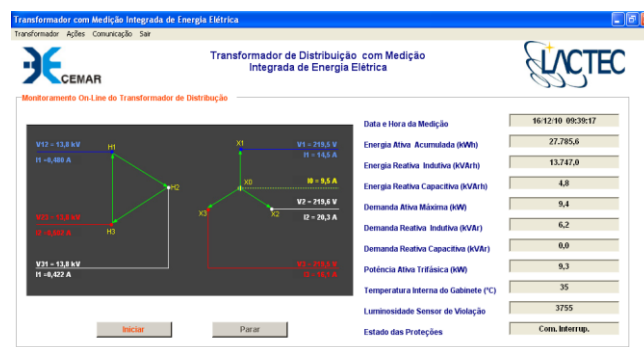 Transformador com Medição Integrada de Energia Elétrica
Transformador Ações Comunicação Sair
CEMAR
Transformador de Distribuição com Medição
Integrada de Energia Elétrica
LACTEC
Monitoramento On-Line do Transformador de Distribuição
V12 = 13,8 kV
I1 =0,480 A
H1
H2
H3
V31 = 13,8 kV
I1 =0,422 A
X1
X0
X2
X3
V1 = 219,5 V
I1 = 14,5 A
I0 = 9,5 A
V2 = 219,6 V
I2 = 20,3 A
Iniciar
Parar
Data e Hora da Medição 16/12/10 09:39:17
Energia Ativa Acumulada (kWh) 27.785,6
Energia Reativa Indutiva (kVArh) 13.747,0
Energia Reativa Capacitiva (kVArh) 4,8
Demanda Ativa Máxima (kW) 9,4
Demanda Reativa Indutiva (kVAr) 6,2
Demanda Reativa Capacitiva (kVAr) 0,0
Potência Ativa Trifásica (kW) 9,3
Temperatura Interna do Gabinete (ºC) 35
Luminosidade Sensor de Violação 3755
Estado das Proteções Com. Interrup.